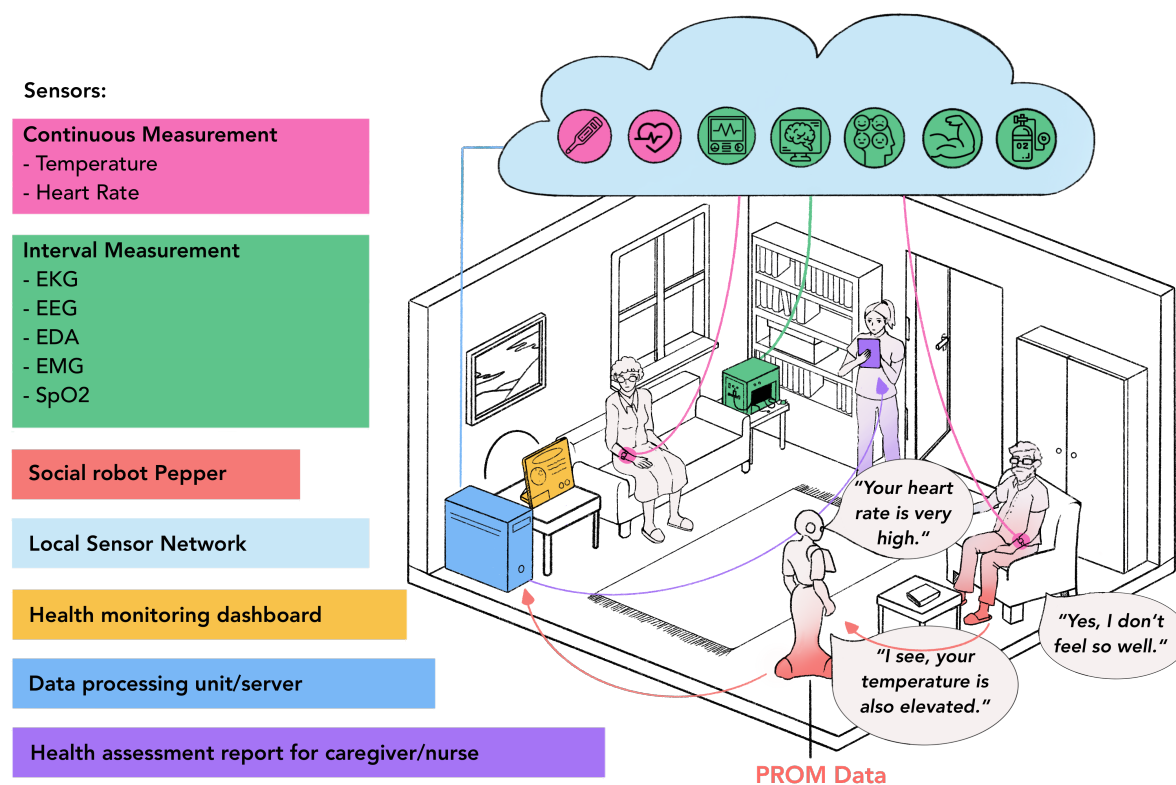 Sensors:
Continuous Measurement
- Temperature
- Heart Rate
Interval Measurement
- EKG
- EEG
- EDA
- EMG
- SpO2
Social robot Pepper
Local Sensor Network
Health monitoring dashboard
Data processing unit/server
Health assessment report for caregiver/nurse
O2
"Your heart
rate is very
high."
"Yes, I don't
feel so well."
"I see, your
temperature is
also elevated."
PROM Data